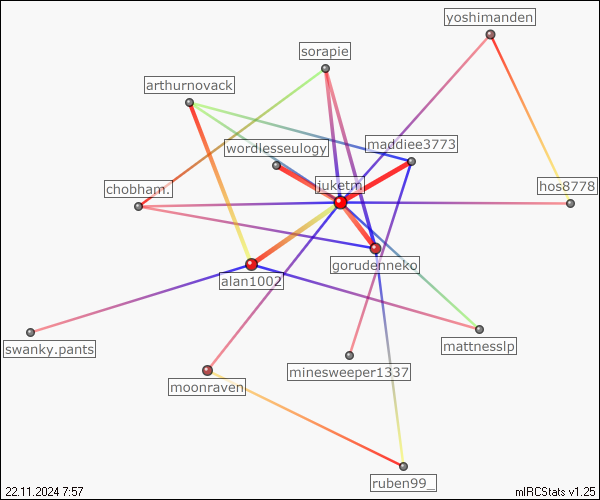 yoshimanden
sorapie
arthurnovack
wordlesseulogy
maddiee3773
juketm
chobham.
hos8778
gorudenneko
alan1002
swanky.pants
mattnesslp
minesweeper1337
moonraven
ruben99_
22.11.2024 7:57
mIRCStats v1.25